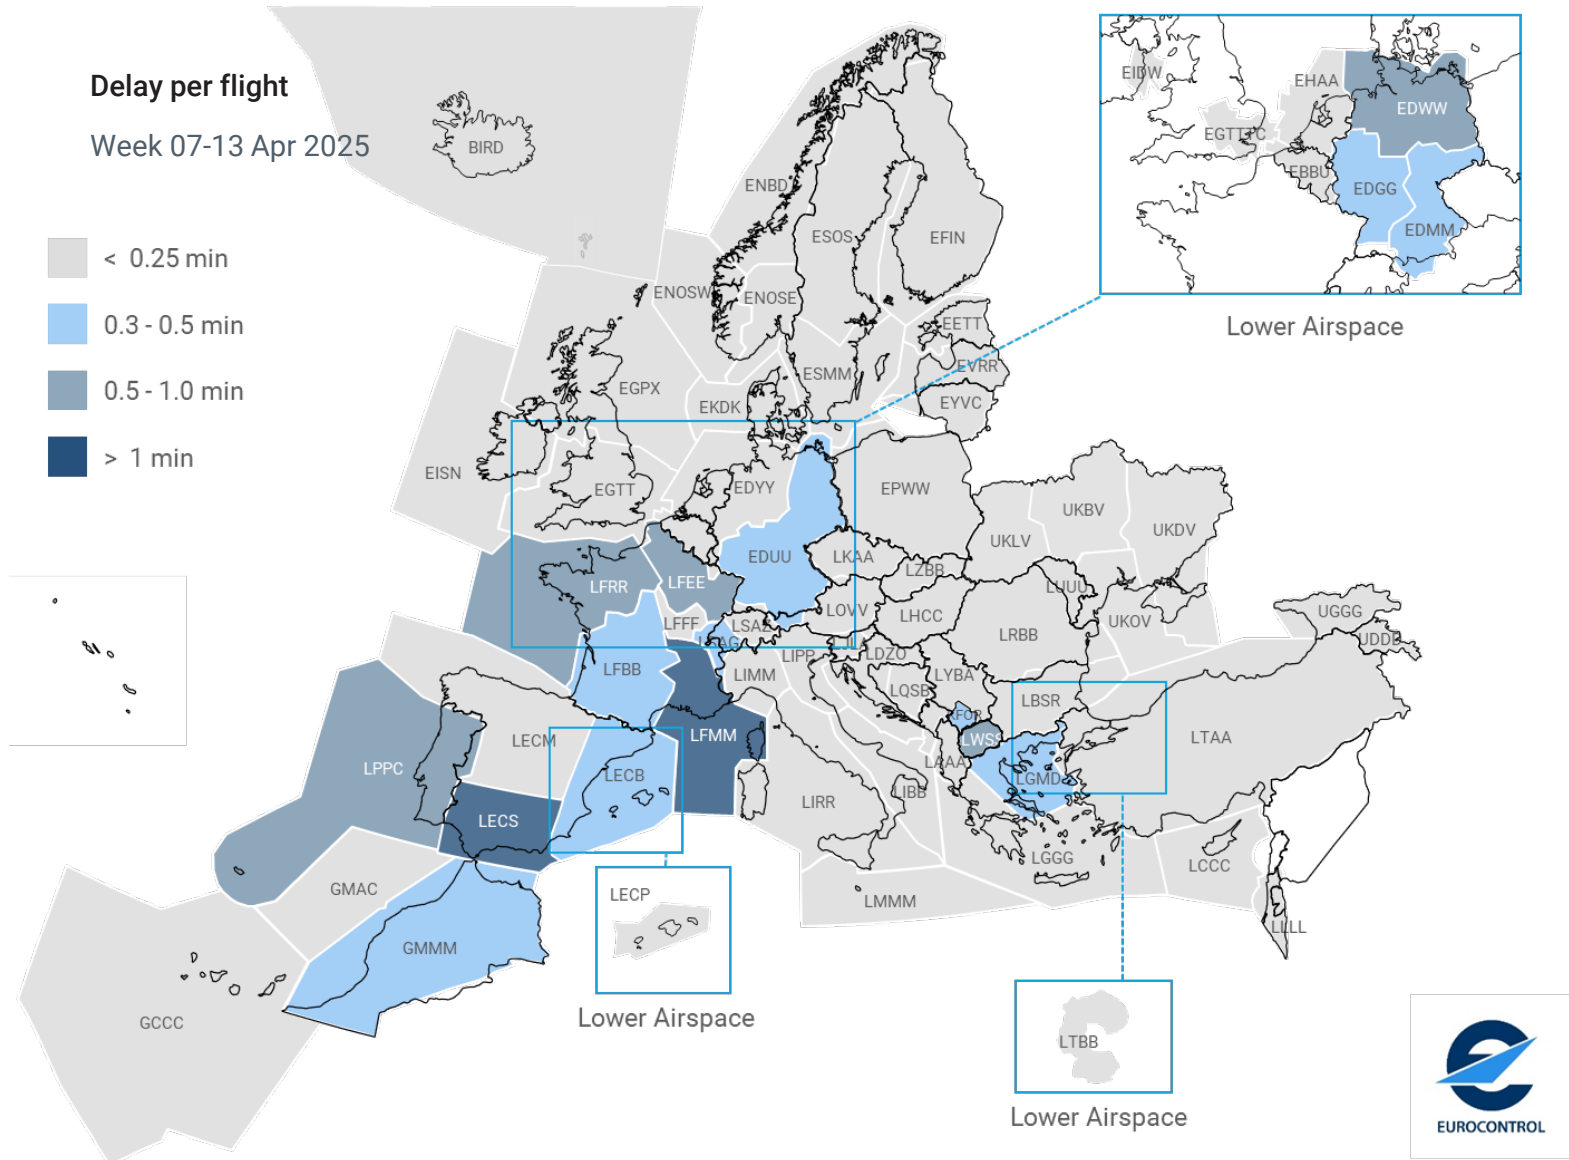 Delay per flight
Week 07-13 Apr 2025
< 0.25 min
0.3 - 0.5 min
0.5 - 1.0 min
> 1 min
BIRD
ENBD
ESOS
EFIN
ENOSW
ENOSE
EETT
EVRR
EYVC
ESMM
EGPX
EKDK
EISN
EGTT
EDYY
EPWW
UKBV
UKDV
UKLV
EDUU
LKAA
LZBB
LUUU
LFRR
LFEE
LFFF
LSAZ
LSAG
LOVV
LHCC
LRBB
UKOV
UGGG
UDDD
LFBB
LIMM
LIPP
LJLA
LDZO
LQSB
LYBA
LBSR
LTAA
LPPC
LECM
LECB
LFMM
LWSS
LAAA
LGMD
LIRR
LIBB
LECS
LGGG
LCCC
LMMM
LLLL
GMAC
GMMM
GCCC
EIDW
EHAA
EDWW
EGTTTC
EBBU
EDGG
EDMM
Lower Airspace
LECP
Lower Airspace
LTBB
Lower Airspace
EUROCONTROL